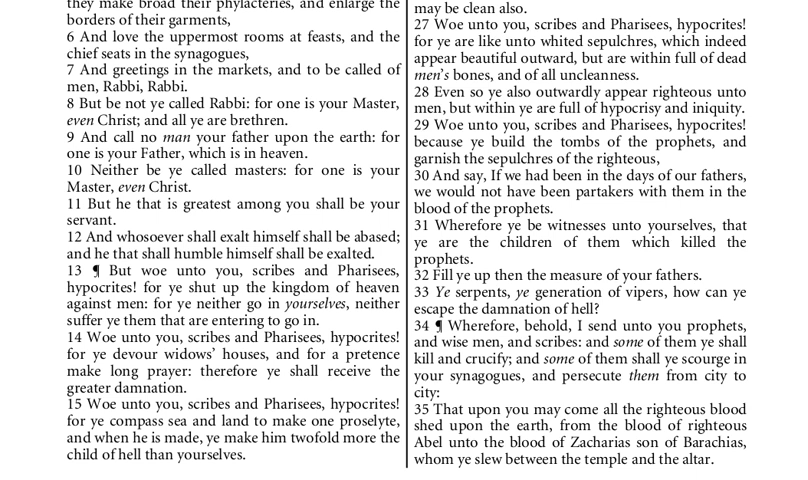 they make broad their phylacteries, and enlarge the
borders of their garments,
6 And love the uppermost rooms at feasts, and the
chief seats in the synagogues,
7 And greetings in the markets, and to be called of
men, Rabbi, Rabbi.
8 But be not ye called Rabbi: for one is your Master,
even Christ; and all ye are brethren.
9 And call no man your father upon the earth: for
one is your Father, which is in heaven.
10 Neither be ye called masters: for one is your
Master, even Christ.
11 But he that is greatest among you shall be your
servant.
12 And whosoever shall exalt himself shall be abased;
and he that shall humble himself shall be exalted.
13 ¶ But woe unto you, scribes and Pharisees,
hypocrites! for ye shut up the kingdom of heaven
against men: for ye neither go in yourselves, neither
suffer ye them that are entering to go in.
14 Woe unto you, scribes and Pharisees, hypocrites!
for ye devour widows’ houses, and for a pretence
make long prayer: therefore ye shall receive the
greater damnation.
15 Woe unto you, scribes and Pharisees, hypocrites!
for ye compass sea and land to make one proselyte,
and when he is made, ye make him twofold more the
child of hell than yourselves.
may be clean also.
27 Woe unto you, scribes and Pharisees, hypocrites!
for ye are like unto whited sepulchres, which indeed
appear beautiful outward, but are within full of dead
men’s bones, and of all uncleanness.
28 Even so ye also outwardly appear righteous unto
men, but within ye are full of hypocrisy and iniquity.
29 Woe unto you, scribes and Pharisees, hypocrites!
because ye build the tombs of the prophets, and
garnish the sepulchres of the righteous,
30 And say, If we had been in the days of our fathers,
we would not have been partakers with them in the
blood of the prophets.
31 Wherefore ye be witnesses unto yourselves, that
ye are the children of them which killed the
prophets.
32 Fill ye up then the measure of your fathers.
33 Ye serpents, ye generation of vipers, how can ye
escape the damnation of hell?
34 ¶ Wherefore, behold, I send unto you prophets,
and wise men, and scribes: and some of them ye shall
kill and crucify; and some of them shall ye scourge in
your synagogues, and persecute them from city to
city:
35 That upon you may come all the righteous blood
shed upon the earth, from the blood of righteous
Abel unto the blood of Zacharias son of Barachias,
whom ye slew between the temple and the altar.